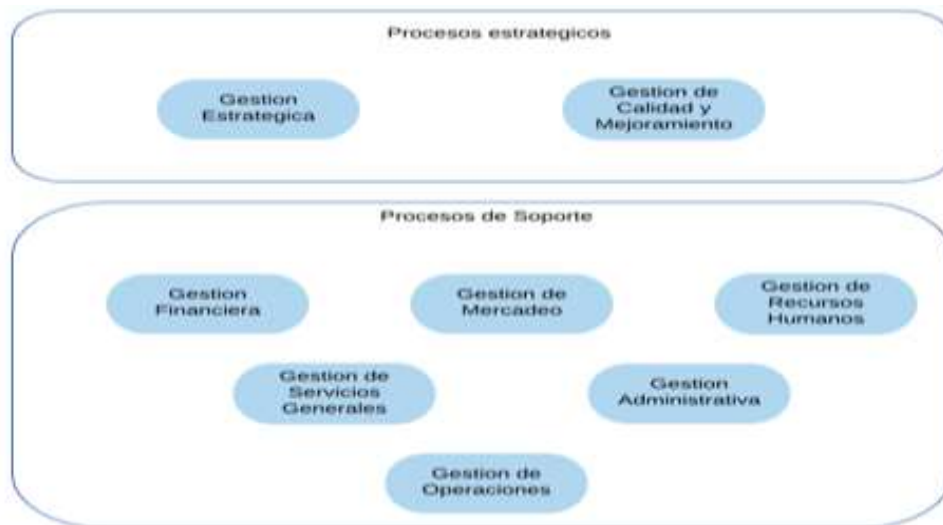 Procesos estrategicos
Gestion
Estrategica
Gestion de
Calidad y
Mejoramiento
Procesos de Soporte
Gestion
Financiera
Gestion de
Mercadeo
Gestion de
Recursos
Humanos
Gestion de
Servicios
Generales
Gestion
Administrativa
Gestion de
Operaciones